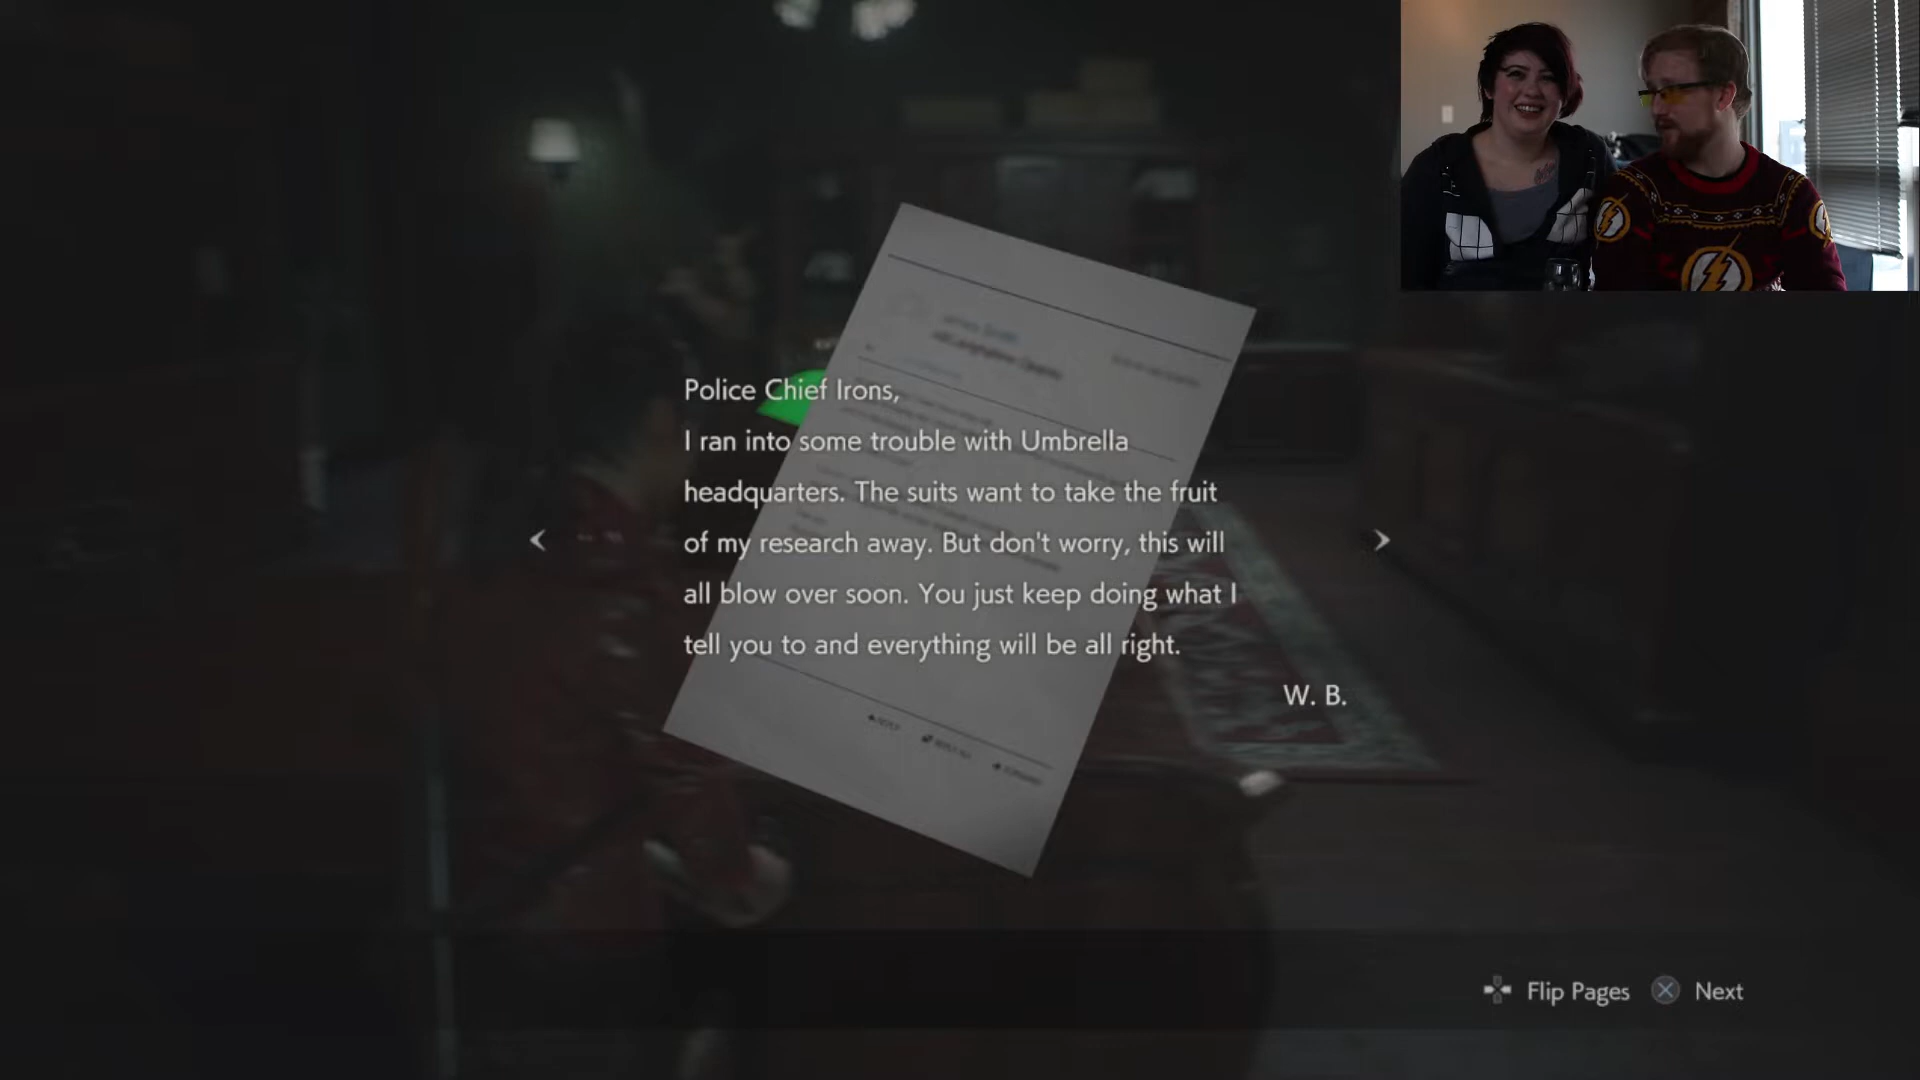 Police Chief Irons,
I ran into some trouble with Umbrella
headquarters. The suits want to take the fruit
of my research away. But don't worry, this will
all blow over soon. You just keep doing what I
tell you to and everything will be all right.
W. B.
Flip Pages
Next